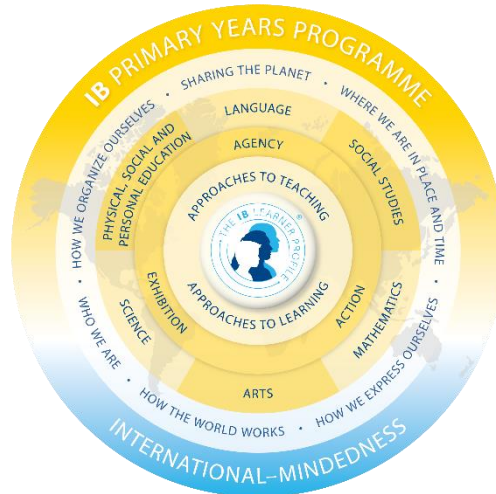 IB PRIMARY YEARS PROGRAMME
SHARING THE PLANET
WHERE WE ARE IN PLACE AND TIME
HOW WE EXPRESS OURSELVES
HOW THE WORLD WORKS
WHO WE ARE
HOW WE ORGANIZE OURSELVES
LANGUAGE
SOCIAL STUDIES
MATHEMATICS
ARTS
SCIENCE
PHYSICAL, SOCIAL AND
PERSONAL EDUCATION
AGENCY
ACTION
EXHIBITION
APPROACHES TO TEACHING
THE IB LEARNER PROFILE ®
APPROACHES TO LEARNING
INTERNATIONAL–MINDEDNESS